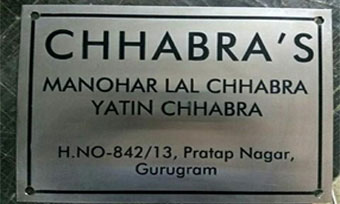 CHHABRA'S
MANOHAR LAL CHHABRA
YATIN CHHABRA
H.NO-842/13, Pratap Nagar,
Gurugram